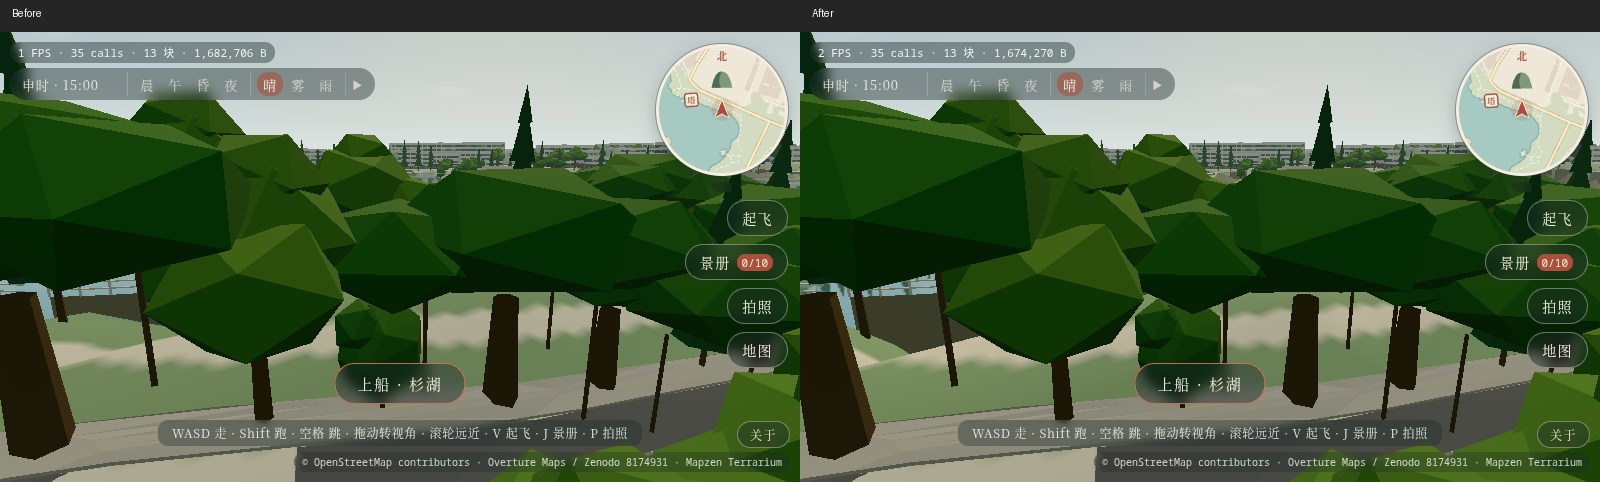 Before
1 FPS · 35 calls · 13 块 · 1,682,706 B
申时 · 15:00 晨 午 昏 夜 晴 雾 雨 ▶
北
塔
起飞
景册 0/10
拍照
地图
上船 · 杉湖
WASD 走 · Shift 跑 · 空格 跳 · 拖动转视角 · 滚轮远近 · V 起飞 · J 景册 · P 拍照
关于
© OpenStreetMap contributors · Overture Maps / Zenodo 8174931 · Mapzen Terrarium
After
2 FPS · 35 calls · 13 块 · 1,674,270 B
申时 · 15:00 晨 午 昏 夜 晴 雾 雨 ▶
北
塔
起飞
景册 0/10
拍照
地图
上船 · 杉湖
WASD 走 · Shift 跑 · 空格 跳 · 拖动转视角 · 滚轮远近 · V 起飞 · J 景册 · P 拍照
关于
© OpenStreetMap contributors · Overture Maps / Zenodo 8174931 · Mapzen Terrarium